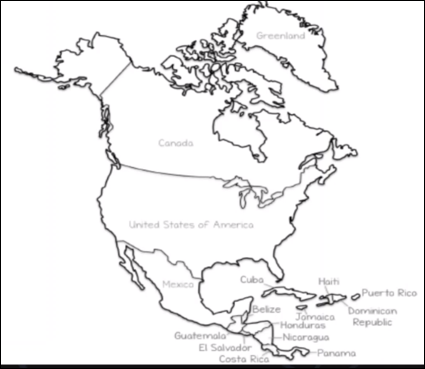 Greenland
Canada
United States of America
Mexico
Cuba
Haiti
Puerto Rico
Belize
Jamaica
Dominican
Republic
Honduras
Guatemala
Nicaragua
El Salvador
Costa Rica
Panama